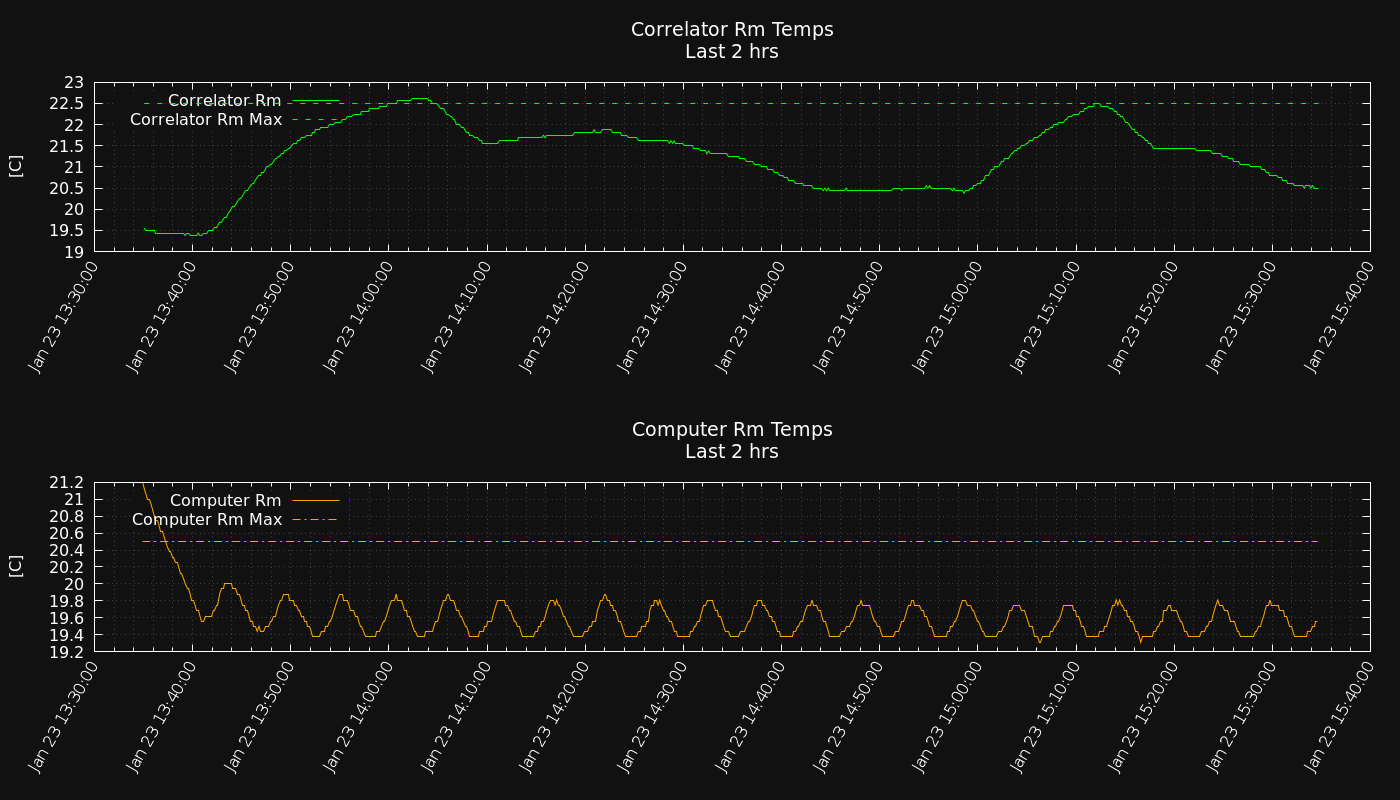 Correlator Rm Temps
Last 2 hrs
23
22.5
22
21.5
21
20.5
20
19.5
19
[C]
Correlator Rm
Correlator Rm Max
Jan 23 13:30:00
Jan 23 13:40:00
Jan 23 13:50:00
Jan 23 14:00:00
Jan 23 14:10:00
Jan 23 14:20:00
Jan 23 14:30:00
Jan 23 14:40:00
Jan 23 14:50:00
Jan 23 15:00:00
Jan 23 15:10:00
Jan 23 15:20:00
Jan 23 15:30:00
Jan 23 15:40:00
Computer Rm Temps
Last 2 hrs
21.2
21
20.8
20.6
20.4
20.2
20
19.8
19.6
19.4
19.2
[C]
Computer Rm
Computer Rm Max
Jan 23 13:30:00
Jan 23 13:40:00
Jan 23 13:50:00
Jan 23 14:00:00
Jan 23 14:10:00
Jan 23 14:20:00
Jan 23 14:30:00
Jan 23 14:40:00
Jan 23 14:50:00
Jan 23 15:00:00
Jan 23 15:10:00
Jan 23 15:20:00
Jan 23 15:30:00
Jan 23 15:40:00